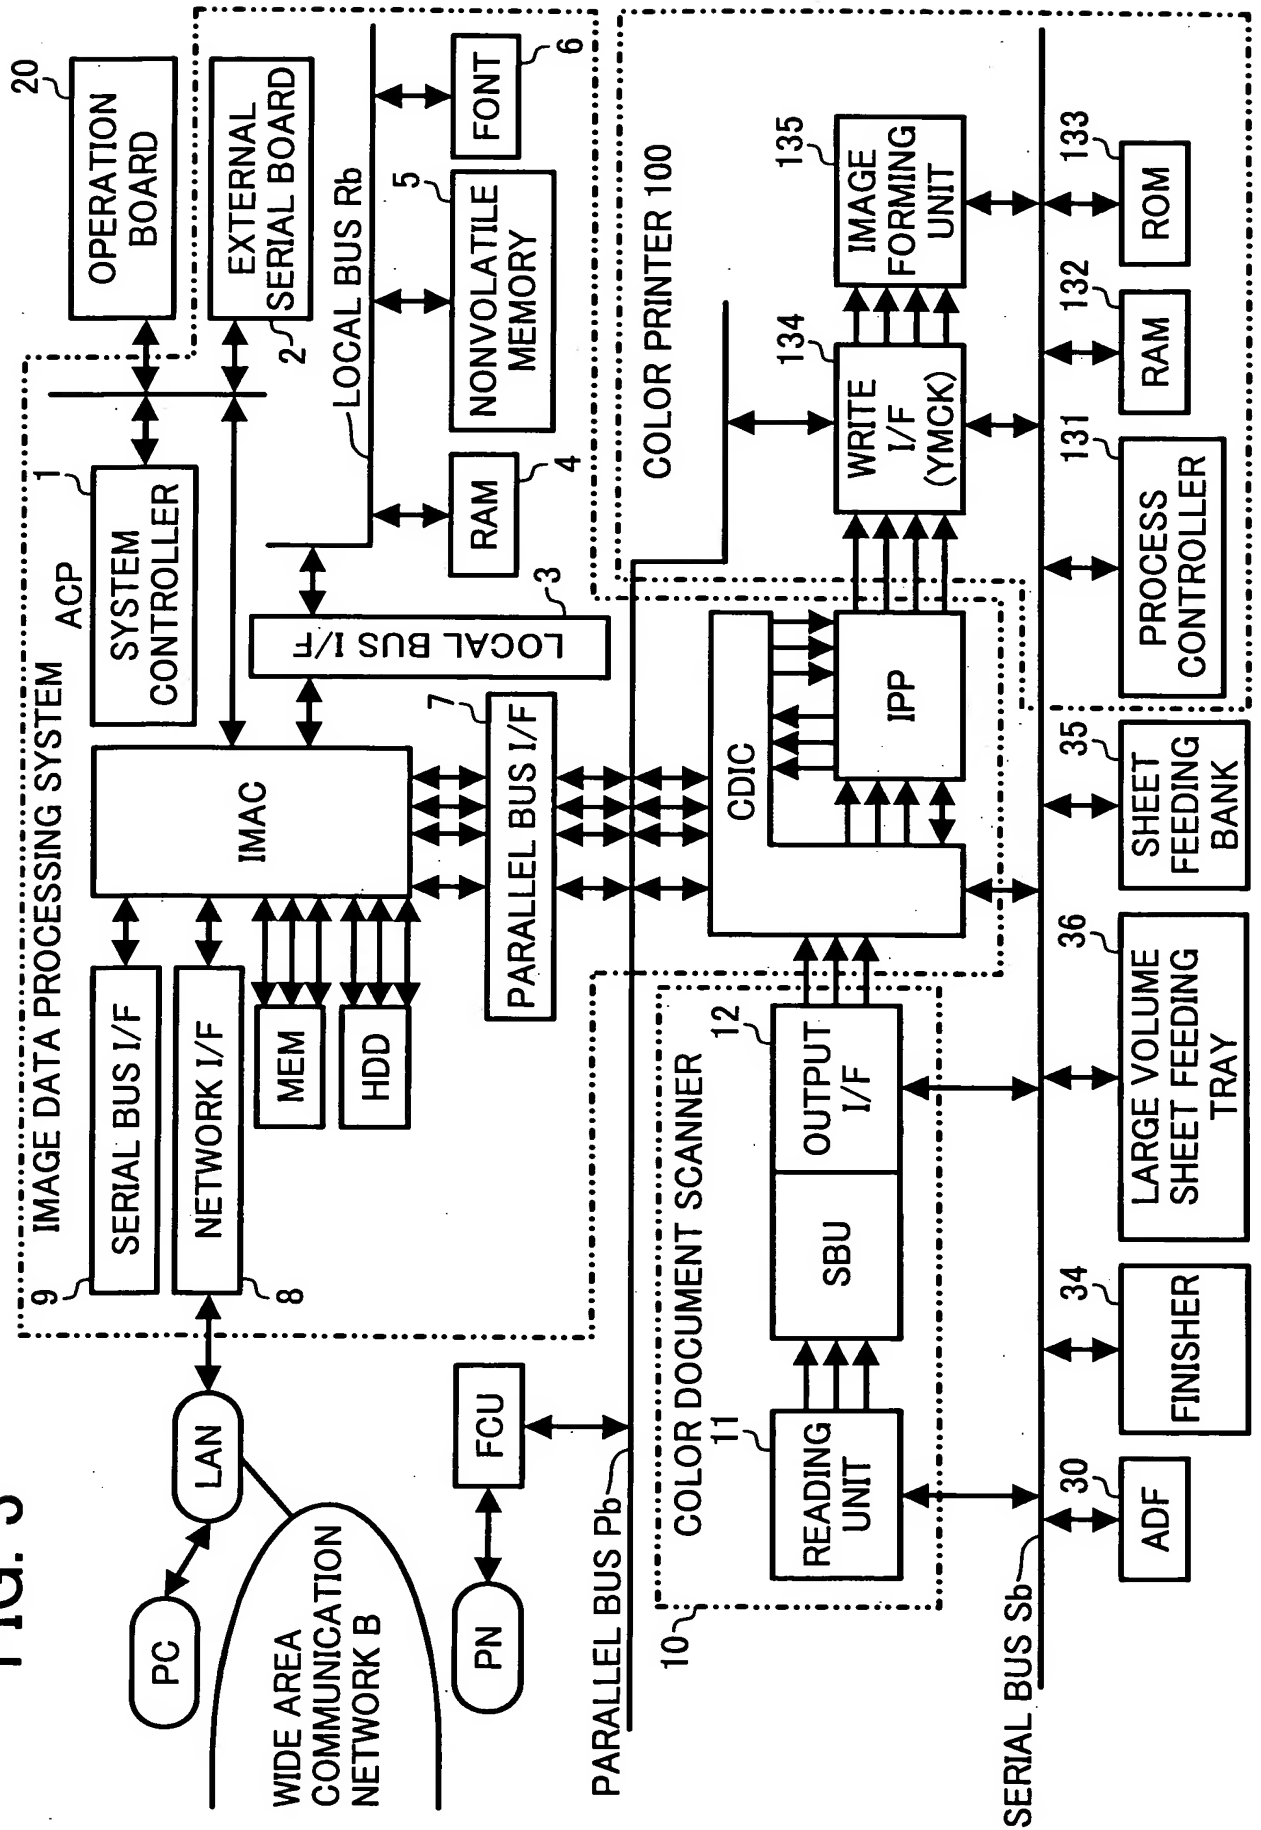 FIG.
IMAGE DATA PROCESSING SYSTEM
ACP
1
20
9
SERIAL BUS I/F
NETWORK I/F
8
MEM
HDD
IMAC
SYSTEM
CONTROLLER
OPERATION
BOARD
EXTERNAL
SERIAL BOARD
2
LOCAL BUS I/F
3
LOCAL BUS Rb
RAM
4
NONVOLATILE
MEMORY
5
FONT
6
PC
LAN
WIDE AREA
COMMUNICATION
NETWORK B
PN
FCU
7
PARALLEL BUS I/F
PARALLEL BUS Pb
10
COLOR DOCUMENT SCANNER
11
READING
UNIT
SBU
12
OUTPUT
I/F
CDIC
IPP
COLOR PRINTER 100
134
WRITE
I/F
(YMCK)
135
IMAGE
FORMING
UNIT
SERIAL BUS Sb
30
ADF
34
FINISHER
36
LARGE VOLUME
SHEET FEEDING
TRAY
35
SHEET
FEEDING
BANK
131
PROCESS
CONTROLLER
132
RAM
133
ROM